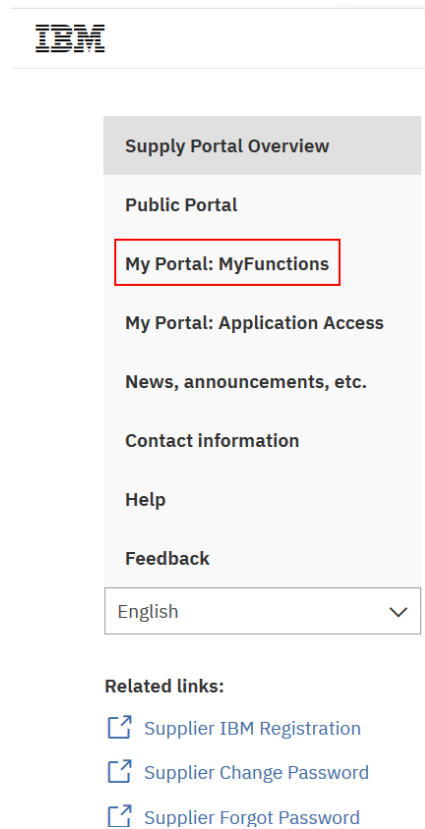 IBM
Supply Portal Overview
Public Portal
My Portal: MyFunctions
My Portal: Application Access
News, announcements, etc.
Contact information
Help
Feedback
English
Related links:
Supplier IBM Registration
Supplier Change Password
Supplier Forgot Password